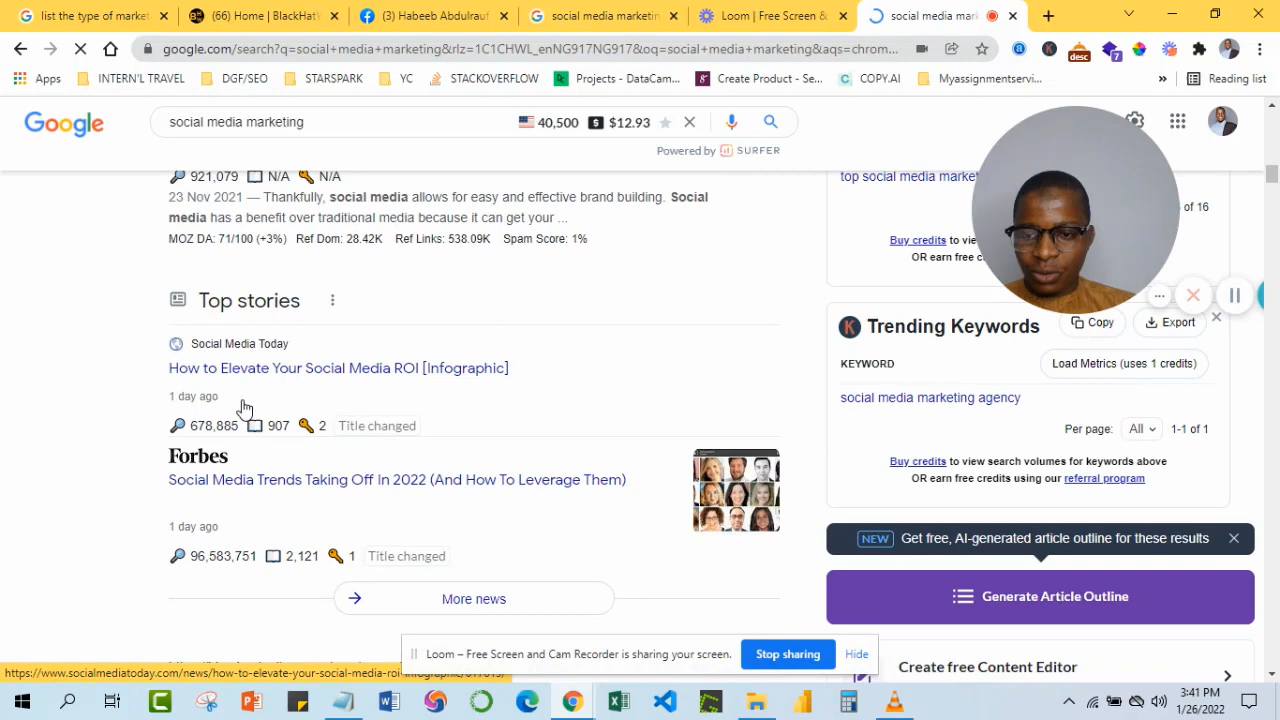 list the type of market
(66) Home | BlackHat
(3) Habeeb Abdulrauf
social media marketin
Loom | Free Screen &
social media mark
google.com/search?q=social+media+marketing&rlz=1C1CHWL_enNG917NG917&oq=social+media+marketing&aqs=chrom...
desc
7
Apps
INTERN'L TRAVEL
DGF/SEO
STARSPARK
YC
STACKOVERFLOW
Projects - DataCam...
Create Product - Se...
COPY.AI
Myassignmentservi...
Reading list
Google
social media marketing
40,500
$12.93
Powered by SURFER
921,079 N/A N/A
23 Nov 2021 — Thankfully, social media allows for easy and effective brand building. Social
media has a benefit over traditional media because it can get your ...
MOZ DA: 71/100 (+3%) Ref Dom: 28.42K Ref Links: 538.09K Spam Score: 1%
Top stories
Social Media Today
How to Elevate Your Social Media ROI [Infographic]
1 day ago
678,885 907 2 Title changed
Forbes
Social Media Trends Taking Off In 2022 (And How To Leverage Them)
1 day ago
96,583,751 2,121 1 Title changed
More news
top social media market
of 16
Buy credits to vie
OR earn free c
K Trending Keywords
Copy
Export
KEYWORD
Load Metrics (uses 1 credits)
social media marketing agency
Per page: All 1-1 of 1
Buy credits to view search volumes for keywords above
OR earn free credits using our referral program
NEW Get free, AI-generated article outline for these results
Generate Article Outline
Create free Content Editor
Loom – Free Screen and Cam Recorder is sharing your screen.
Stop sharing
Hide
3:41 PM
1/26/2022